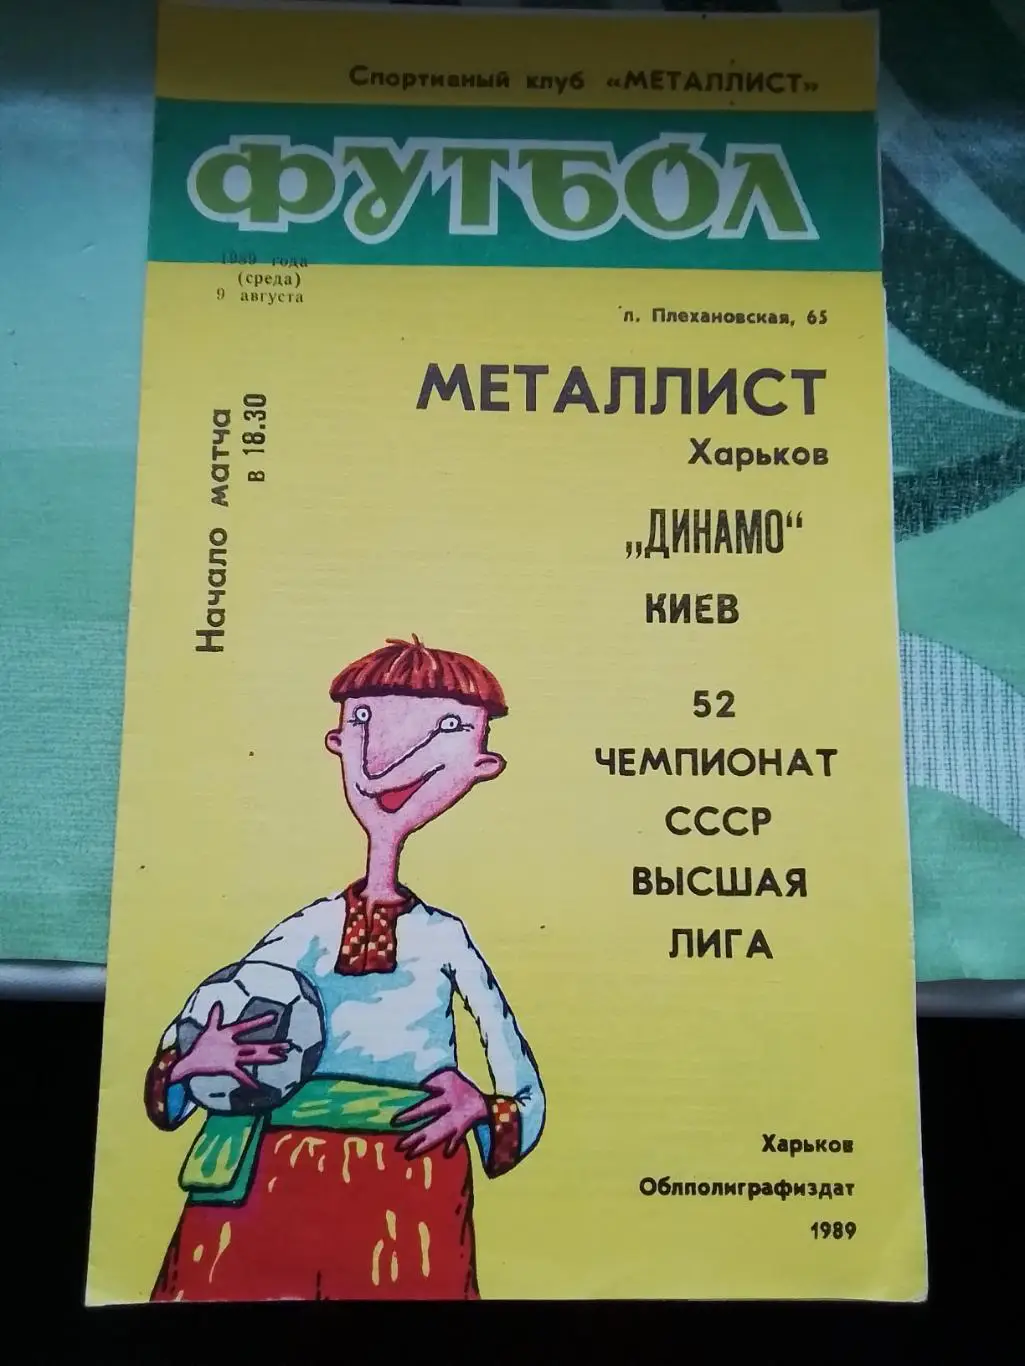 Спортивный клуб «МЕТАЛЛИСТ»
ФУТБОЛ
1989 года
(среда)
9 августа
л. Плехановская, 65
Начало матча
в 18.30
МЕТАЛЛИСТ
Харьков
„ДИНАМО“
КИЕВ
52
ЧЕМПИОНАТ
СССР
ВЫСШАЯ
ЛИГА
Харьков
Облполиграфиздат
1989